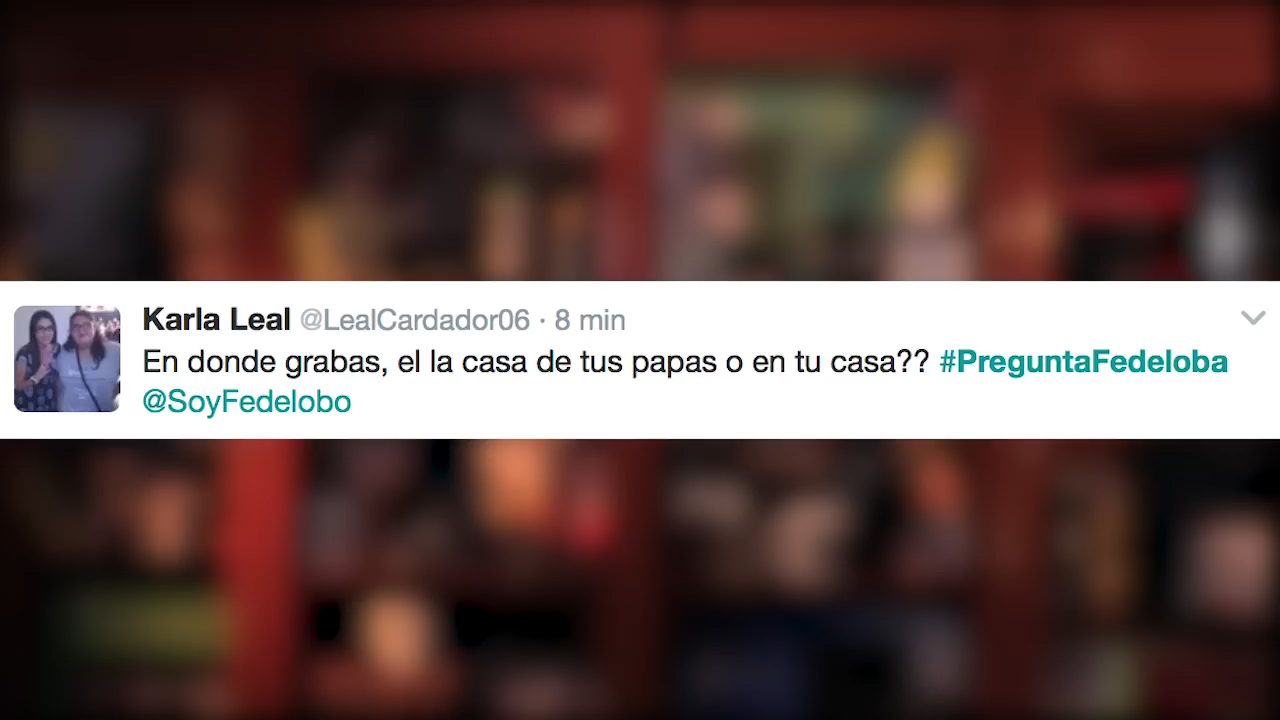 Karla Leal @LealCardador06 · 8 min
En donde grabas, el la casa de tus papas o en tu casa?? #PreguntaFedeloba
@SoyFedelobo